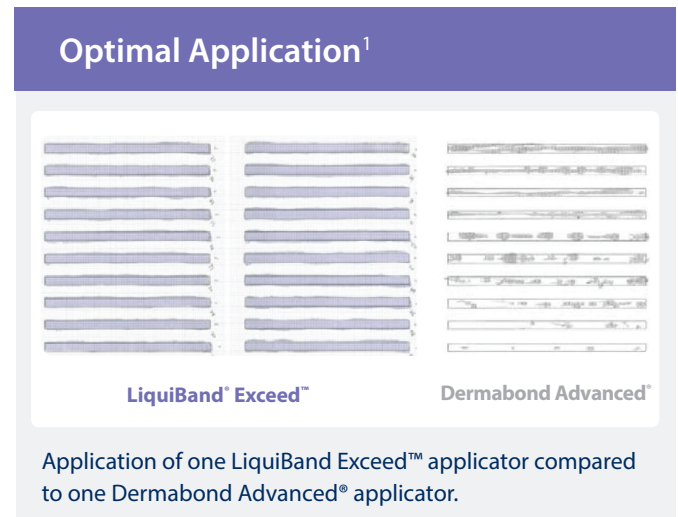 Optimal Application¹
LiquiBand® Exceed™
Dermabond Advanced®
Application of one LiquiBand Exceed™ applicator compared
to one Dermabond Advanced® applicator.